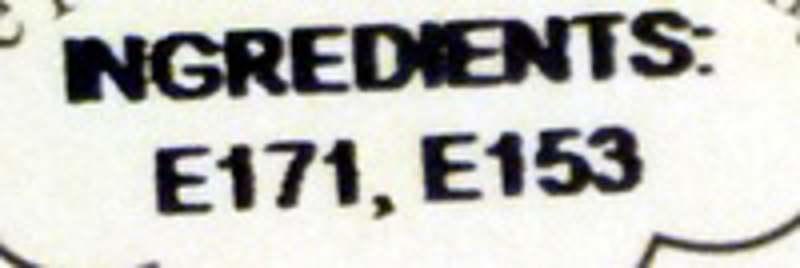 INGREDIENTS:
E171, E153